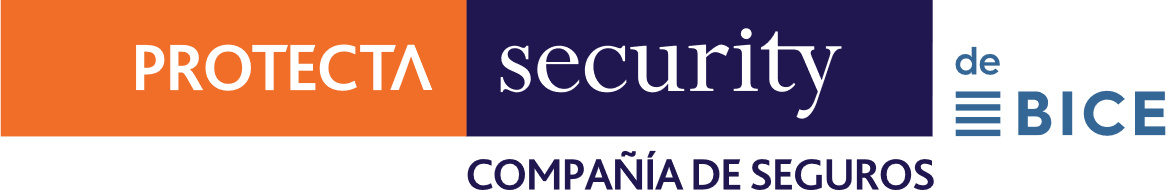 PROTECTA security
COMPAÑÍA DE SEGUROS
de
BICE